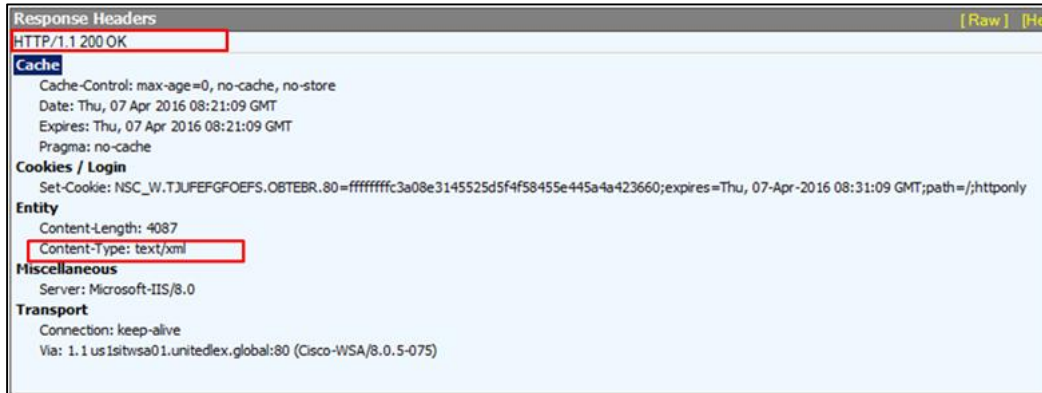 Response Headers [ Raw ] [He
HTTP/1.1 200 OK
Cache
Cache-Control: max-age=0, no-cache, no-store
Date: Thu, 07 Apr 2016 08:21:09 GMT
Expires: Thu, 07 Apr 2016 08:21:09 GMT
Pragma: no-cache
Cookies / Login
Set-Cookie: NSC_W.TJUFEFGFOEFS.OBTEBR.80=ffffffffc3a08e3145525d5f4f58455e445a4a423660;expires=Thu, 07-Apr-2016 08:31:09 GMT;path=/;httponly
Entity
Content-Length: 4087
Content-Type: text/xml
Miscellaneous
Server: Microsoft-IIS/8.0
Transport
Connection: keep-alive
Via: 1.1 us1sitwsa01.unitedlex.global:80 (Cisco-WSA/8.0.5-075)